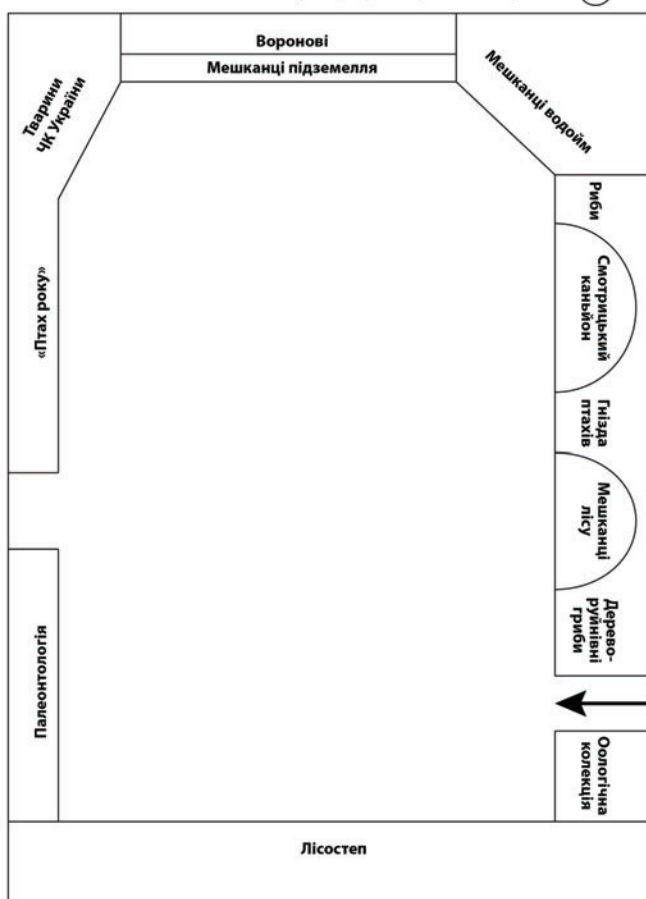 Воронові
Мешканці підземелля
Тварини
ЧК України
Мешканці водойм
Риби
«Птах року»
Смотрицький
каньйон
Гнізда
птахів
Мешканці
лісу
Дерево-
руйнівні
гриби
Палеонтологія
Оологічна
колекція
Лісостеп